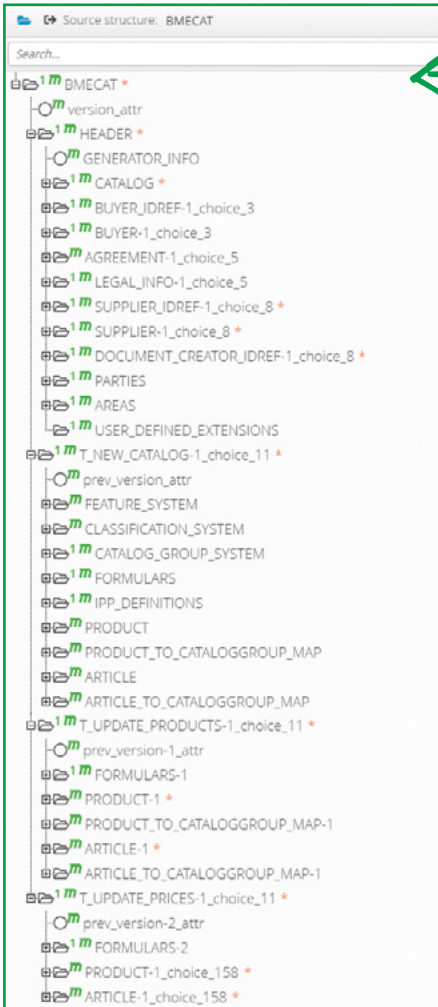 Source structure: BMECAT
Search...
1 m BMECAT *
m version_attr
1 m HEADER *
m GENERATOR_INFO
1 m CATALOG *
1 m BUYER_IDREF-1_choice_3
1 m BUYER-1_choice_3
m AGREEMENT-1_choice_5
1 m LEGAL_INFO-1_choice_5
1 m SUPPLIER_IDREF-1_choice_8 *
1 m SUPPLIER-1_choice_8 *
1 m DOCUMENT_CREATOR_IDREF-1_choice_8 *
1 m PARTIES
1 m AREAS
1 m USER_DEFINED_EXTENSIONS
1 m T_NEW_CATALOG-1_choice_11 *
m prev_version_attr
m FEATURE_SYSTEM
m CLASSIFICATION_SYSTEM
1 m CATALOG_GROUP_SYSTEM
1 m FORMULARS
1 m IPP_DEFINITIONS
m PRODUCT
m PRODUCT_TO_CATALOGGROUP_MAP
m ARTICLE
m ARTICLE_TO_CATALOGGROUP_MAP
1 m T_UPDATE_PRODUCTS-1_choice_11 *
m prev_version-1_attr
1 m FORMULARS-1
m PRODUCT-1 *
m PRODUCT_TO_CATALOGGROUP_MAP-1
m ARTICLE-1 *
m ARTICLE_TO_CATALOGGROUP_MAP-1
1 m T_UPDATE_PRICES-1_choice_11 *
m prev_version-2_attr
1 m FORMULARS-2
m PRODUCT-1_choice_158 *
m ARTICLE-1_choice_158 *